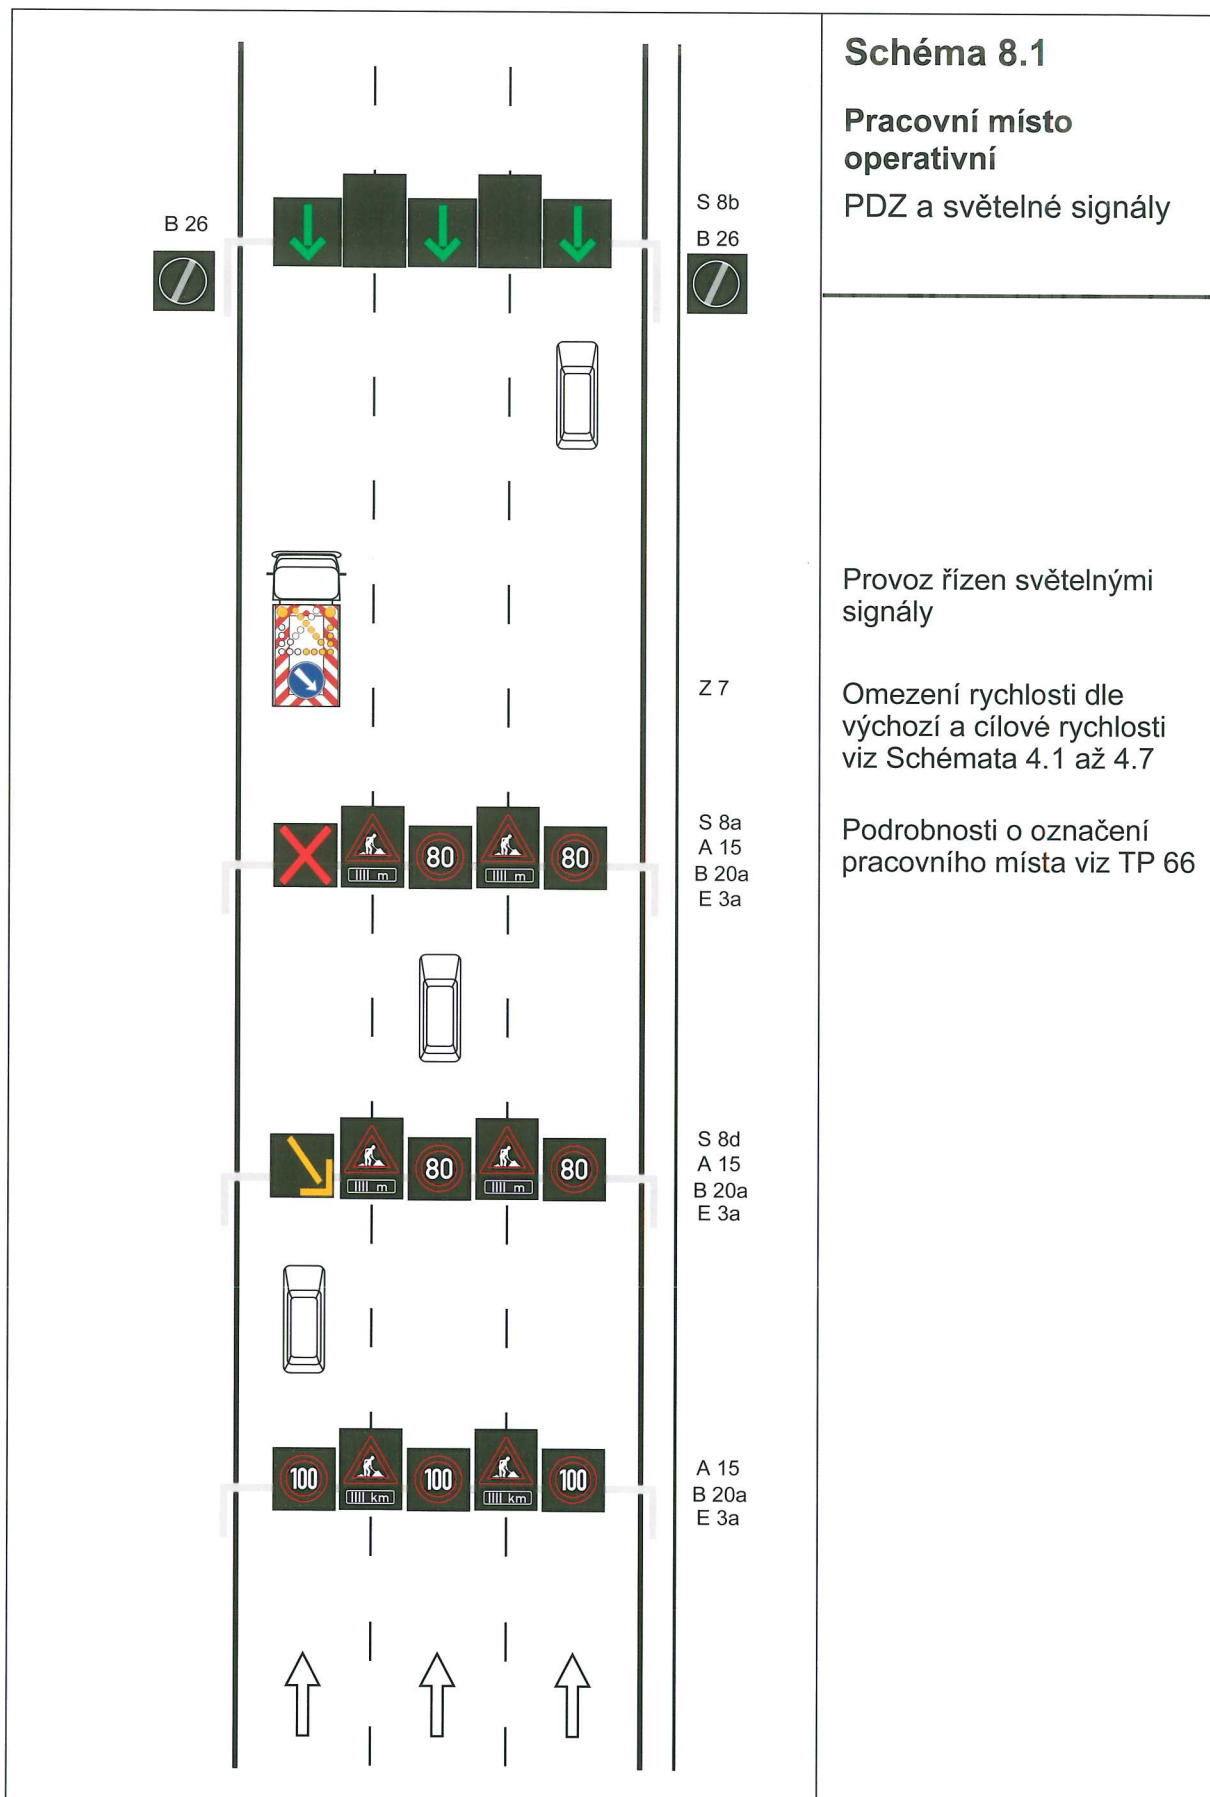 Schéma 8.1
Pracovní místo
operativní
PDZ a světelné signály
B 26
S 8b
B 26
Provoz řízen světelnými
signály
Z 7
Omezení rychlosti dle
výchozí a cílové rychlosti
viz Schémata 4.1 až 4.7
S 8a
A 15
B 20a
E 3a
Podrobnosti o označení
pracovního místa viz TP 66
m
80
m
80
S 8d
A 15
B 20a
E 3a
m
80
m
80
100
km
100
km
100
A 15
B 20a
E 3a